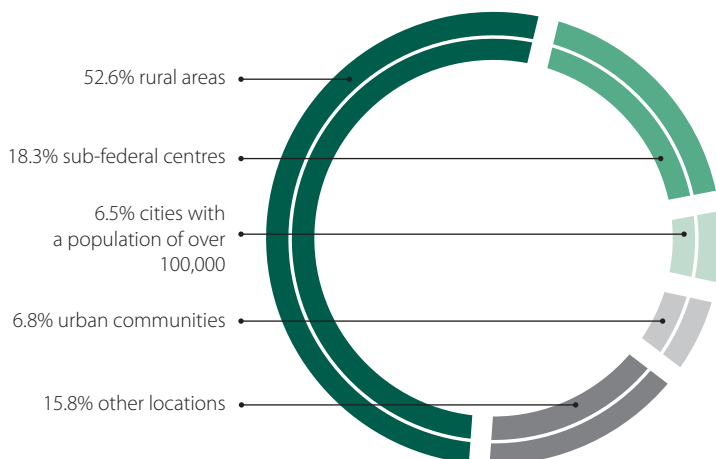 52.6% rural areas
18.3% sub-federal centres
6.5% cities with
a population of over
100,000
6.8% urban communities
15.8% other locations